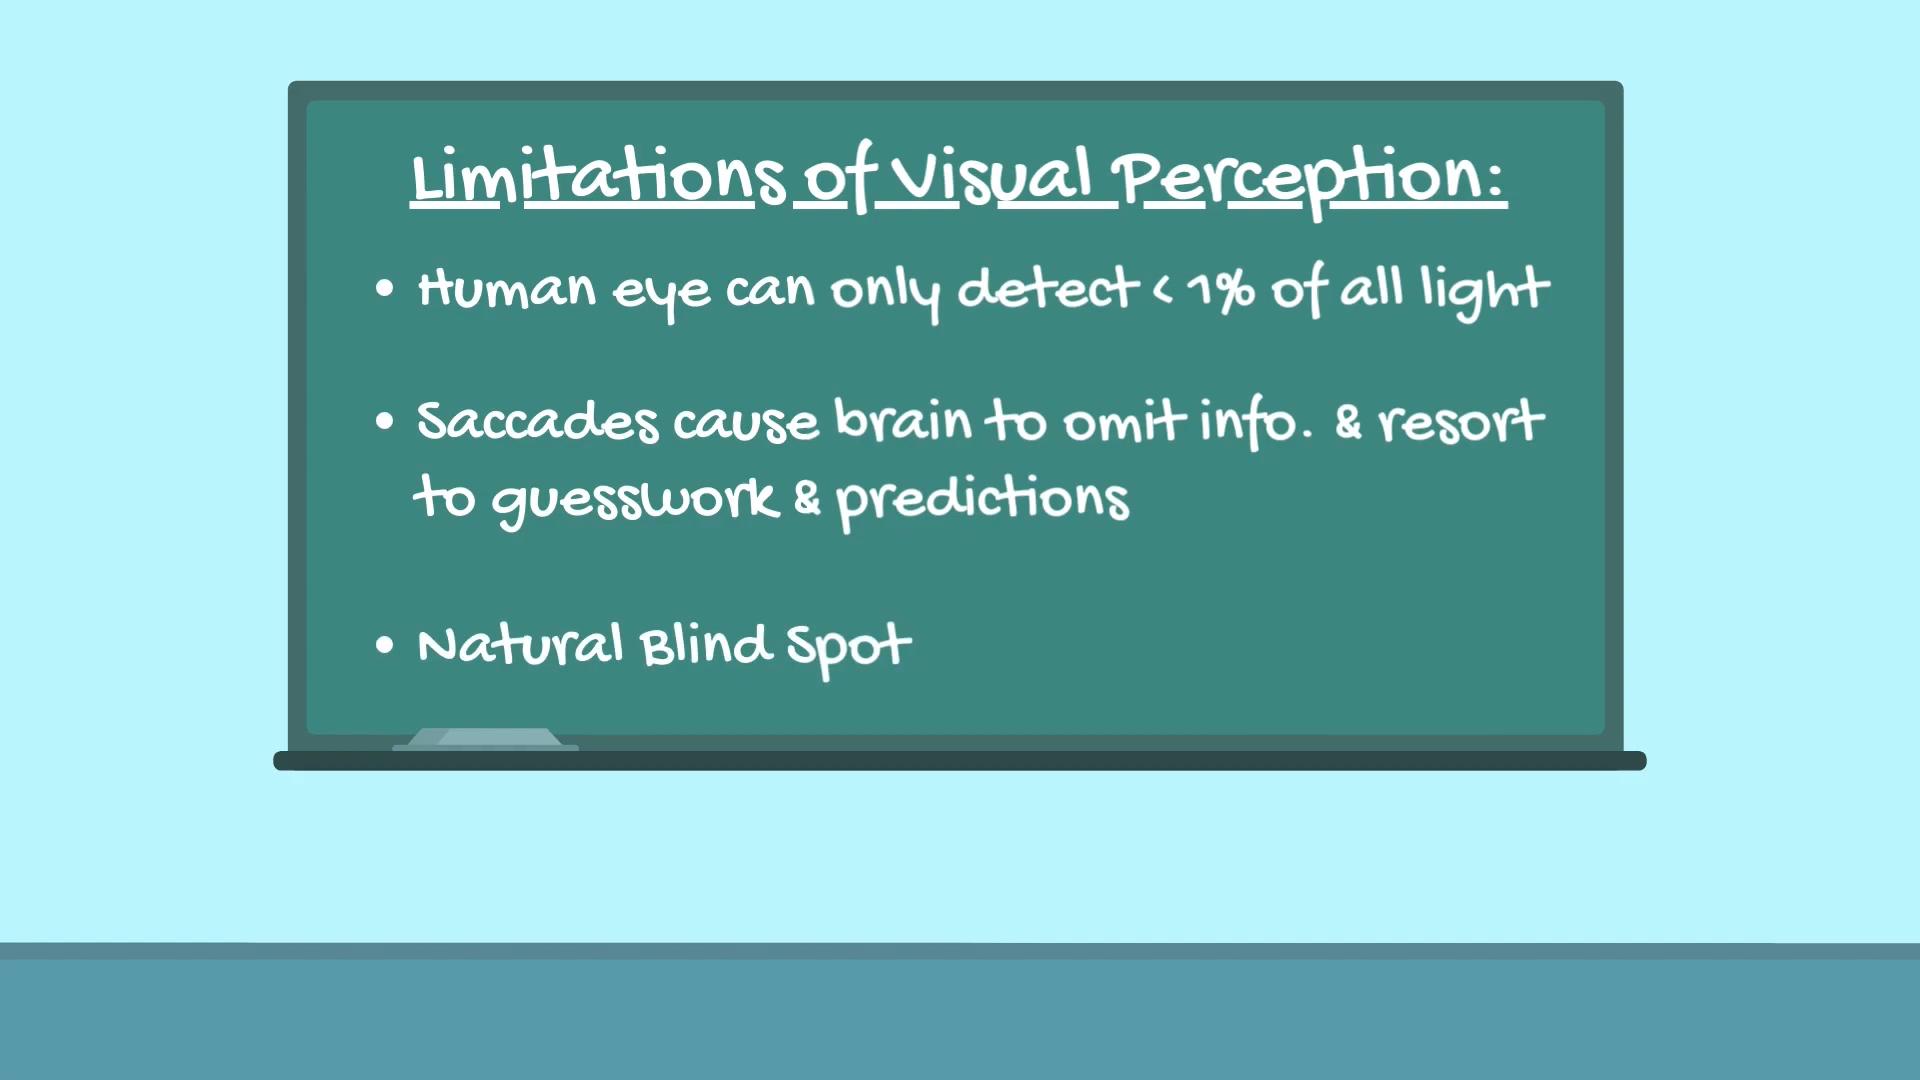 Limitations of Visual Perception:
• Human eye can only detect < 1% of all light
• Saccades cause brain to omit info. & resort
to guesswork & predictions
• Natural Blind Spot